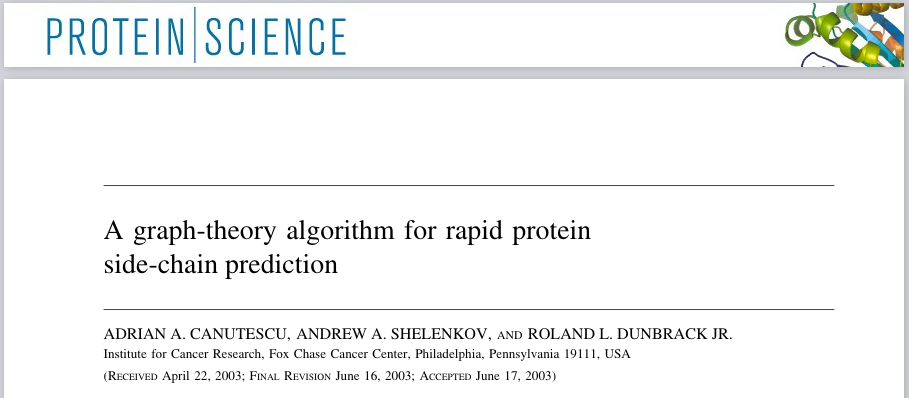 PROTEIN SCIENCE
A graph-theory algorithm for rapid protein
side-chain prediction
ADRIAN A. CANUTESCU, ANDREW A. SHELENKOV, AND ROLAND L. DUNBRACK JR.
Institute for Cancer Research, Fox Chase Cancer Center, Philadelphia, Pennsylvania 19111, USA
(RECEIVED April 22, 2003; FINAL REVISION June 16, 2003; ACCEPTED June 17, 2003)